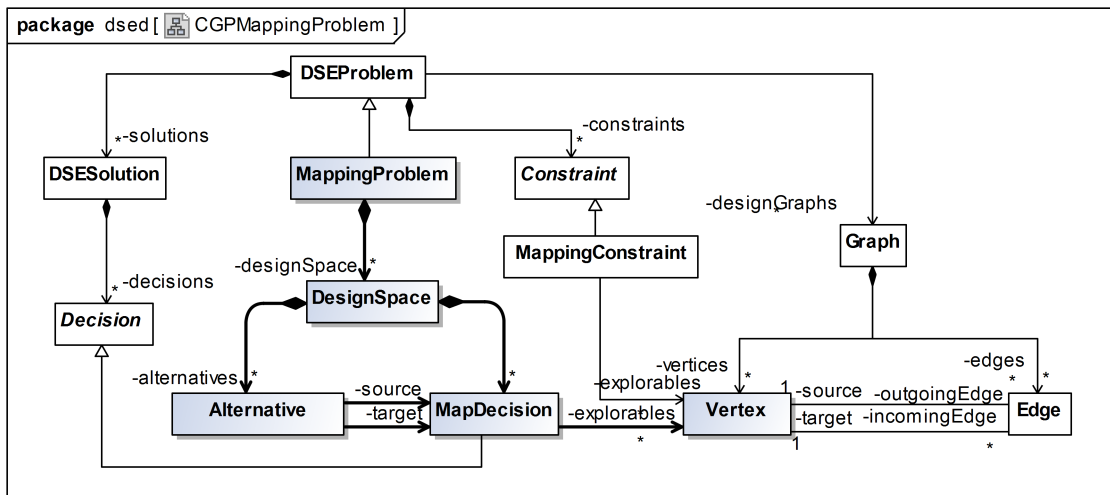 package dsed [ CGPMappingProblem ]
DSEProblem
*
-solutions
*
-constraints
DSESolution
MappingProblem
Constraint
-designGraphs
*
MappingConstraint
Graph
-designSpace
*
-decisions
*
DesignSpace
Decision
-vertices
*
-edges
*
-alternatives
*
*
-explorables
*
-source
-target
Alternative
MapDecision
-explorables
*
*
Vertex
1
-source
-outgoingEdge
*
-target
-incomingEdge
1
*
Edge